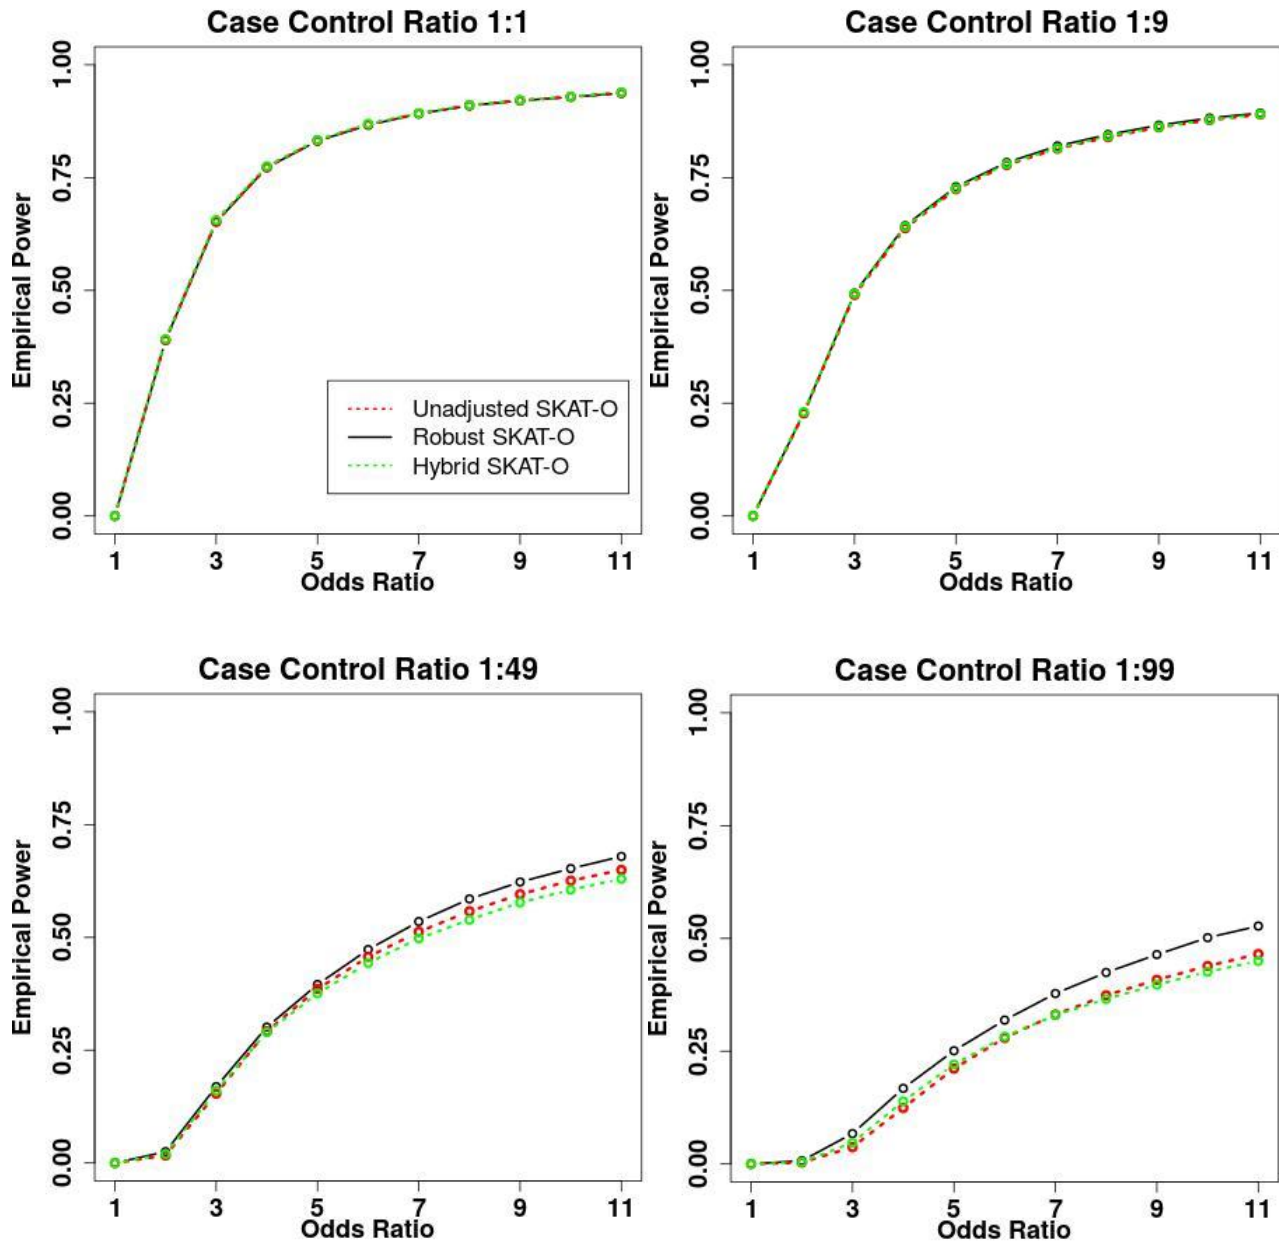 Case Control Ratio 1:1
1.00
0.75
0.50
0.25
0.00
Empirical Power
Unadjusted SKAT-O
Robust SKAT-O
Hybrid SKAT-O
1 3 5 7 9 11
Odds Ratio
Case Control Ratio 1:9
1.00
0.75
0.50
0.25
0.00
Empirical Power
1 3 5 7 9 11
Odds Ratio
Case Control Ratio 1:49
1.00
0.75
0.50
0.25
0.00
Empirical Power
1 3 5 7 9 11
Odds Ratio
Case Control Ratio 1:99
1.00
0.75
0.50
0.25
0.00
Empirical Power
1 3 5 7 9 11
Odds Ratio